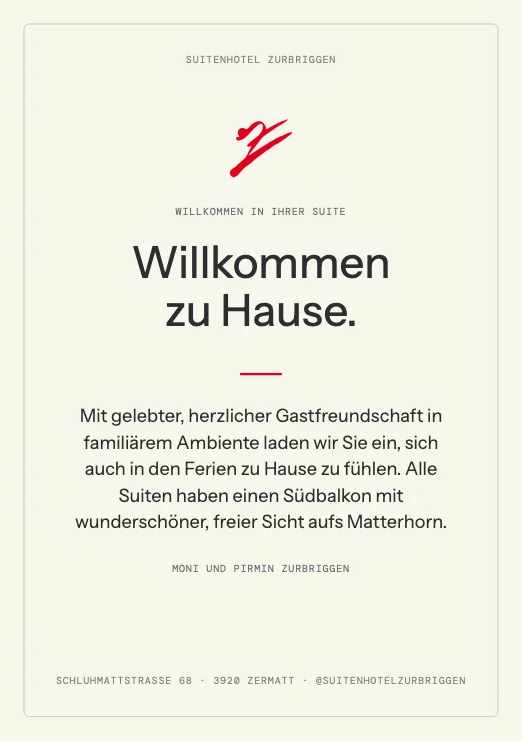 SUITENHOTEL ZURBRIGGEN
WILLKOMMEN IN IHRER SUITE
Willkommen
zu Hause.
Mit gelebter, herzlicher Gastfreundschaft in
familiärem Ambiente laden wir Sie ein, sich
auch in den Ferien zu Hause zu fühlen. Alle
Suiten haben einen Südbalkon mit
wunderschöner, freier Sicht aufs Matterhorn.
MONI UND PIRMIN ZURBRIGGEN
SCHLUHMATTSTRASSE 68 · 3920 ZERMATT · @SUITENHOTELZURBRIGGEN